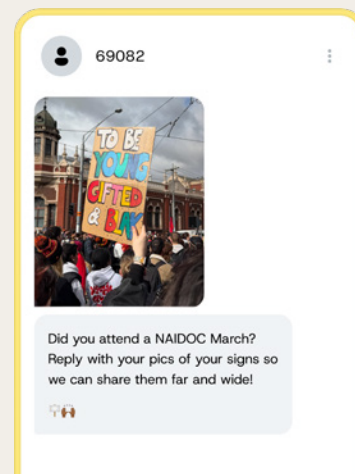 69082
TO BE
YOUNG
GIFTED
& BLAK
Did you attend a NAIDOC March?
Reply with your pics of your signs so
we can share them far and wide!
🪧🙌🏾